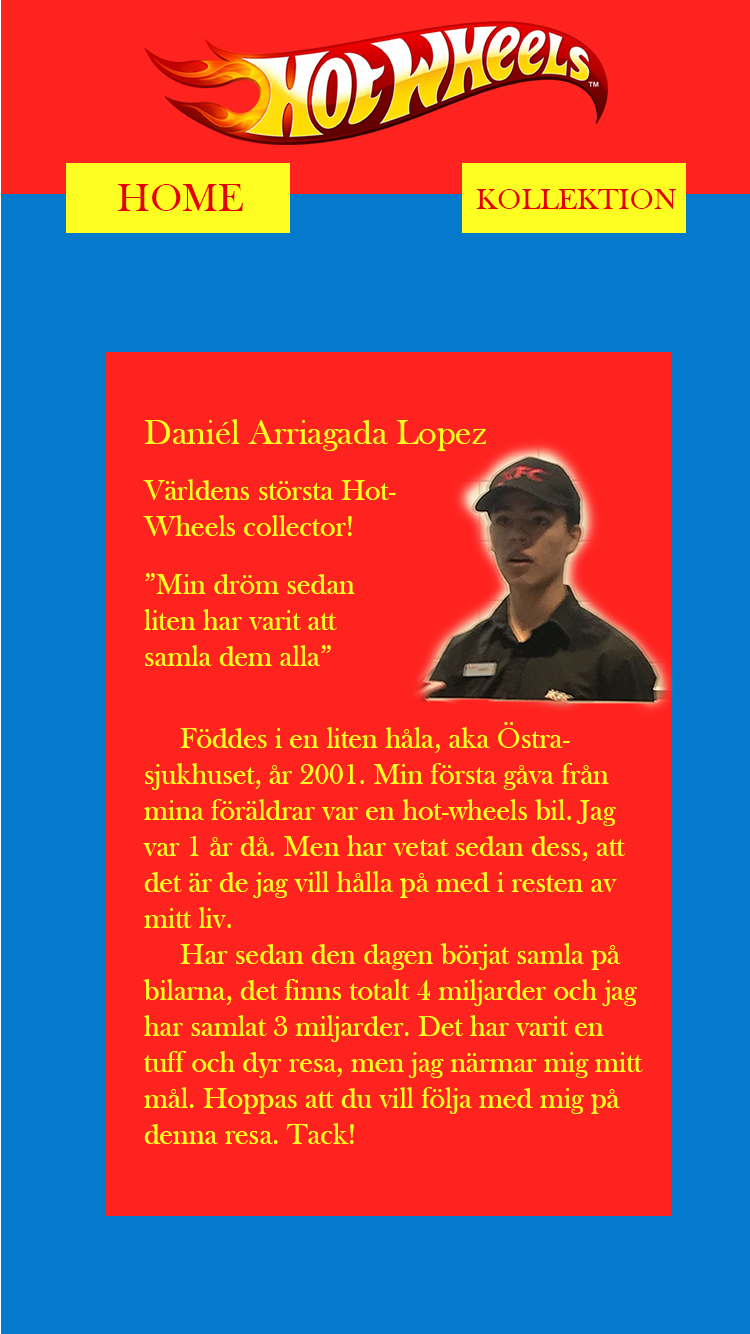 HOT WHEELS TM
HOME
KOLLEKTION
Daniél Arriagada Lopez
Världens största Hot-
Wheels collector!
”Min dröm sedan
liten har varit att
samla dem alla”
KFC
Föddes i en liten håla, aka Östra-
sjukhuset, år 2001. Min första gåva från
mina föräldrar var en hot-wheels bil. Jag
var 1 år då. Men har vetat sedan dess, att
det är de jag vill hålla på med i resten av
mitt liv.
Har sedan den dagen börjat samla på
bilarna, det finns totalt 4 miljarder och jag
har samlat 3 miljarder. Det har varit en
tuff och dyr resa, men jag närmar mig mitt
mål. Hoppas att du vill följa med mig på
denna resa. Tack!